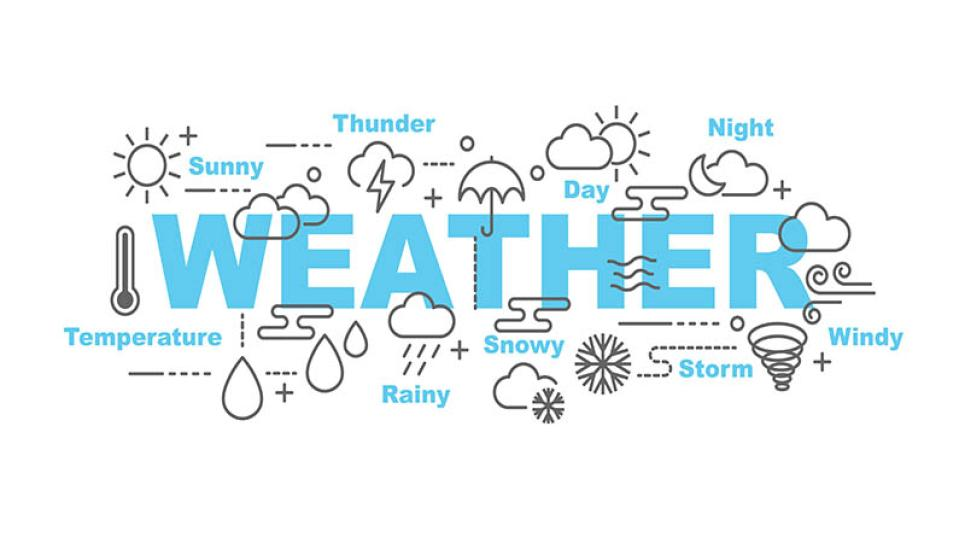 Thunder
Night
Sunny
Day
WEATHER
Temperature
Snowy
Windy
Storm
Rainy